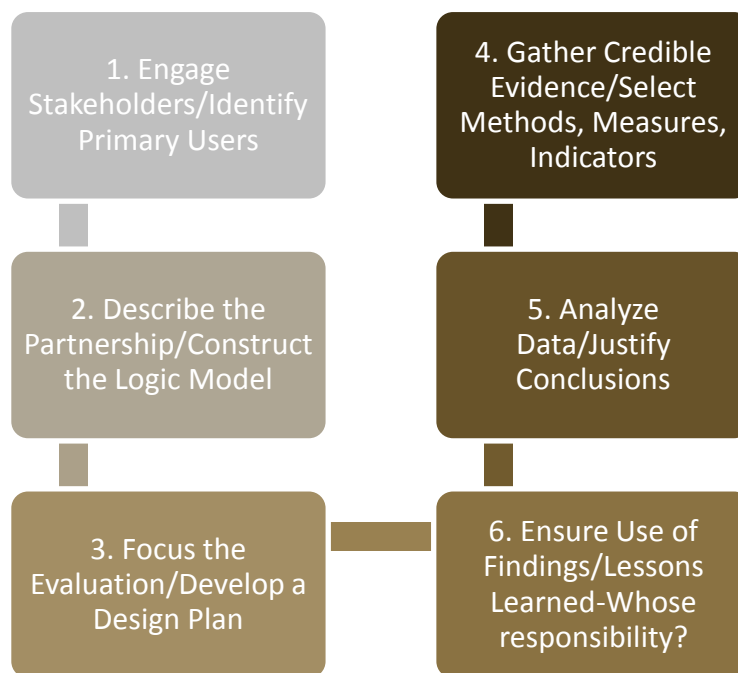 1. Engage
Stakeholders/Identify
Primary Users
2. Describe the
Partnership/Construct
the Logic Model
3. Focus the
Evaluation/Develop a
Design Plan
4. Gather Credible
Evidence/Select
Methods, Measures,
Indicators
5. Analyze
Data/Justify
Conclusions
6. Ensure Use of
Findings/Lessons
Learned-Whose
responsibility?